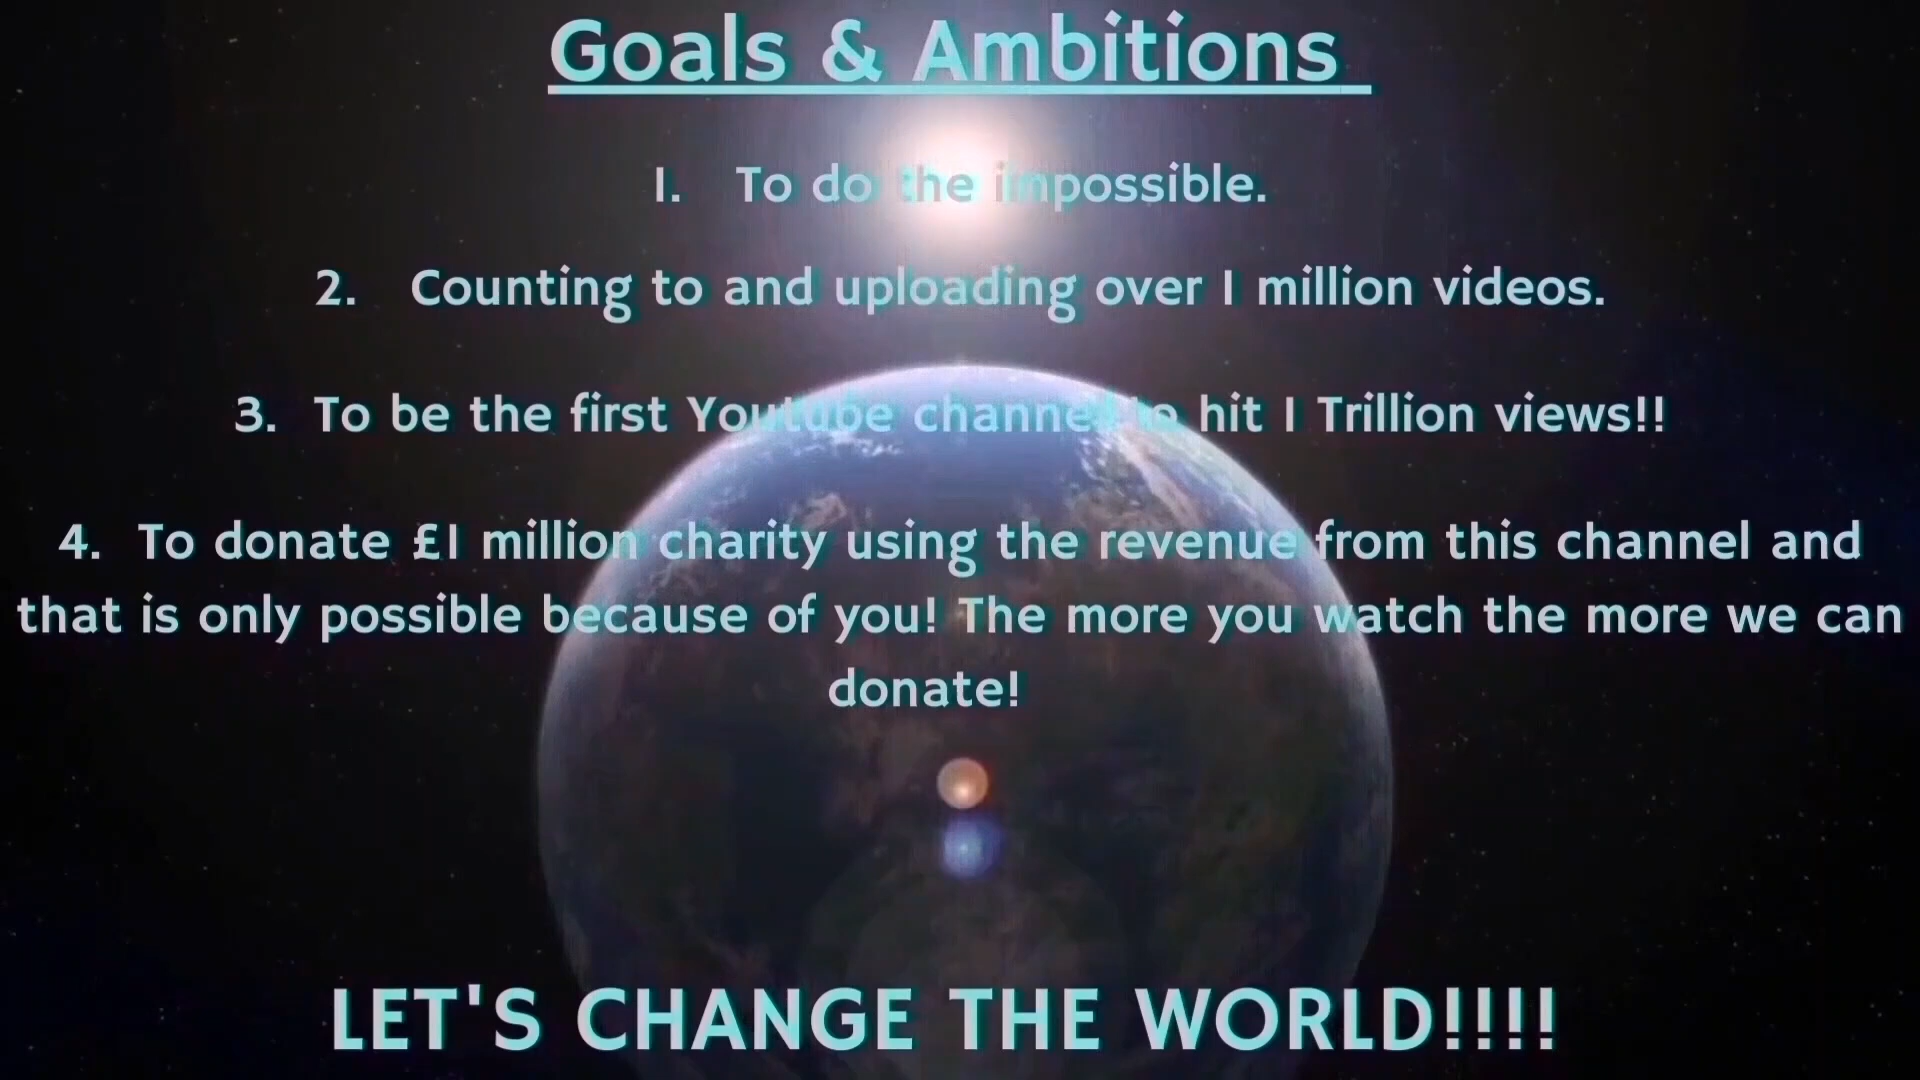 Goals & Ambitions
1. To do the impossible.
2. Counting to and uploading over 1 million videos.
3. To be the first Youtube channel to hit 1 Trillion views!!
4. To donate £1 million charity using the revenue from this channel and
that is only possible because of you! The more you watch the more we can
donate!
LET'S CHANGE THE WORLD!!!!